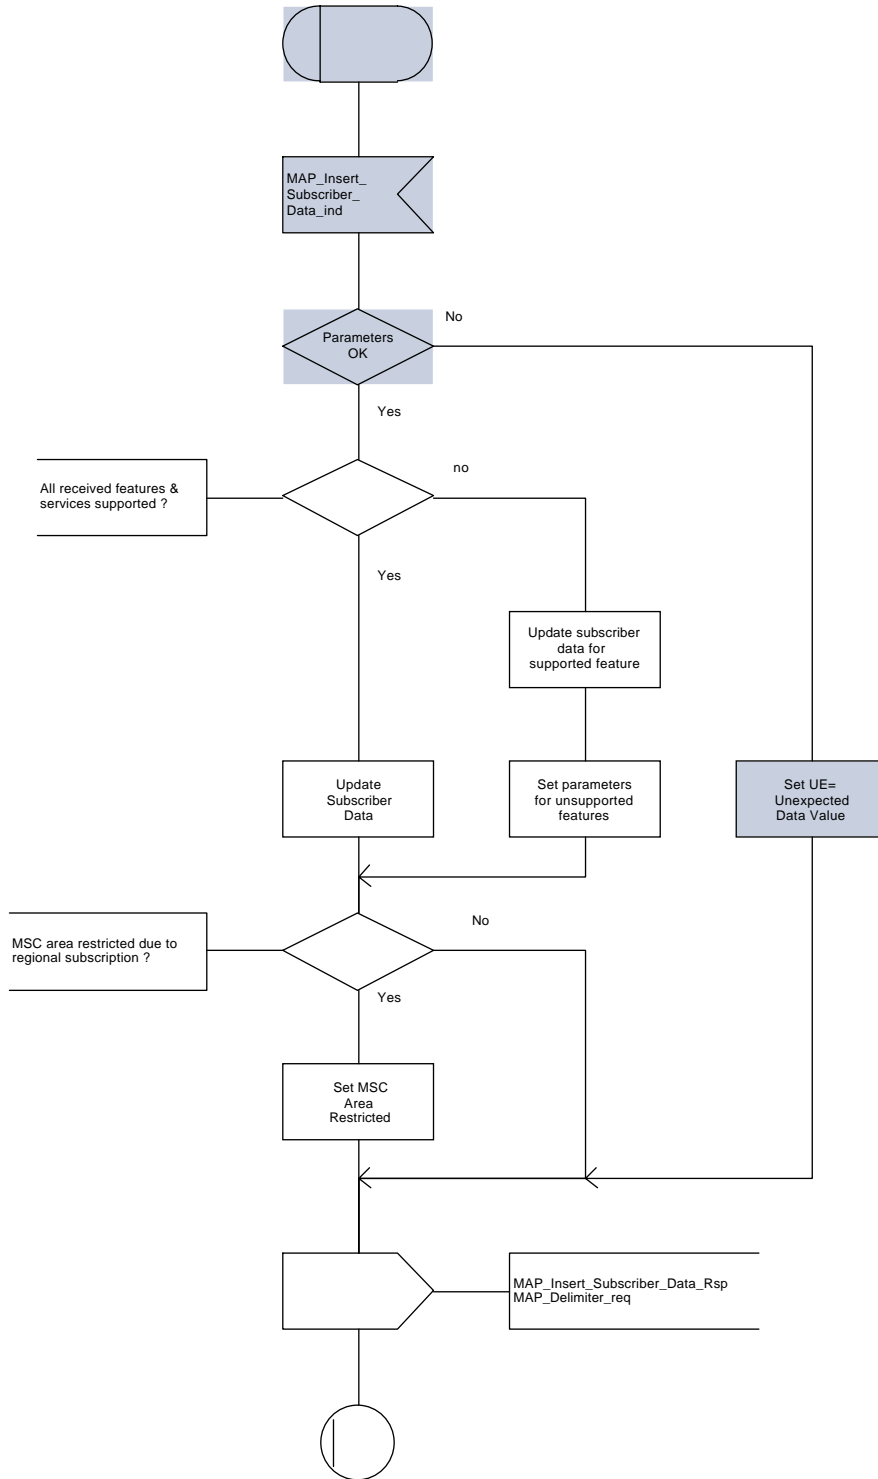 MAP_Insert_
Subscriber_
Data_ind
No
Parameters
OK
Yes
no
All received features &
services supported ?
Yes
Update subscriber
data for
supported feature
Update
Subscriber
Data
Set parameters
for unsupported
features
Set UE=
Unexpected
Data Value
No
MSC area restricted due to
regional subscription ?
Yes
Set MSC
Area
Restricted
MAP_Insert_Subscriber_Data_Rsp
MAP_Delimiter_req